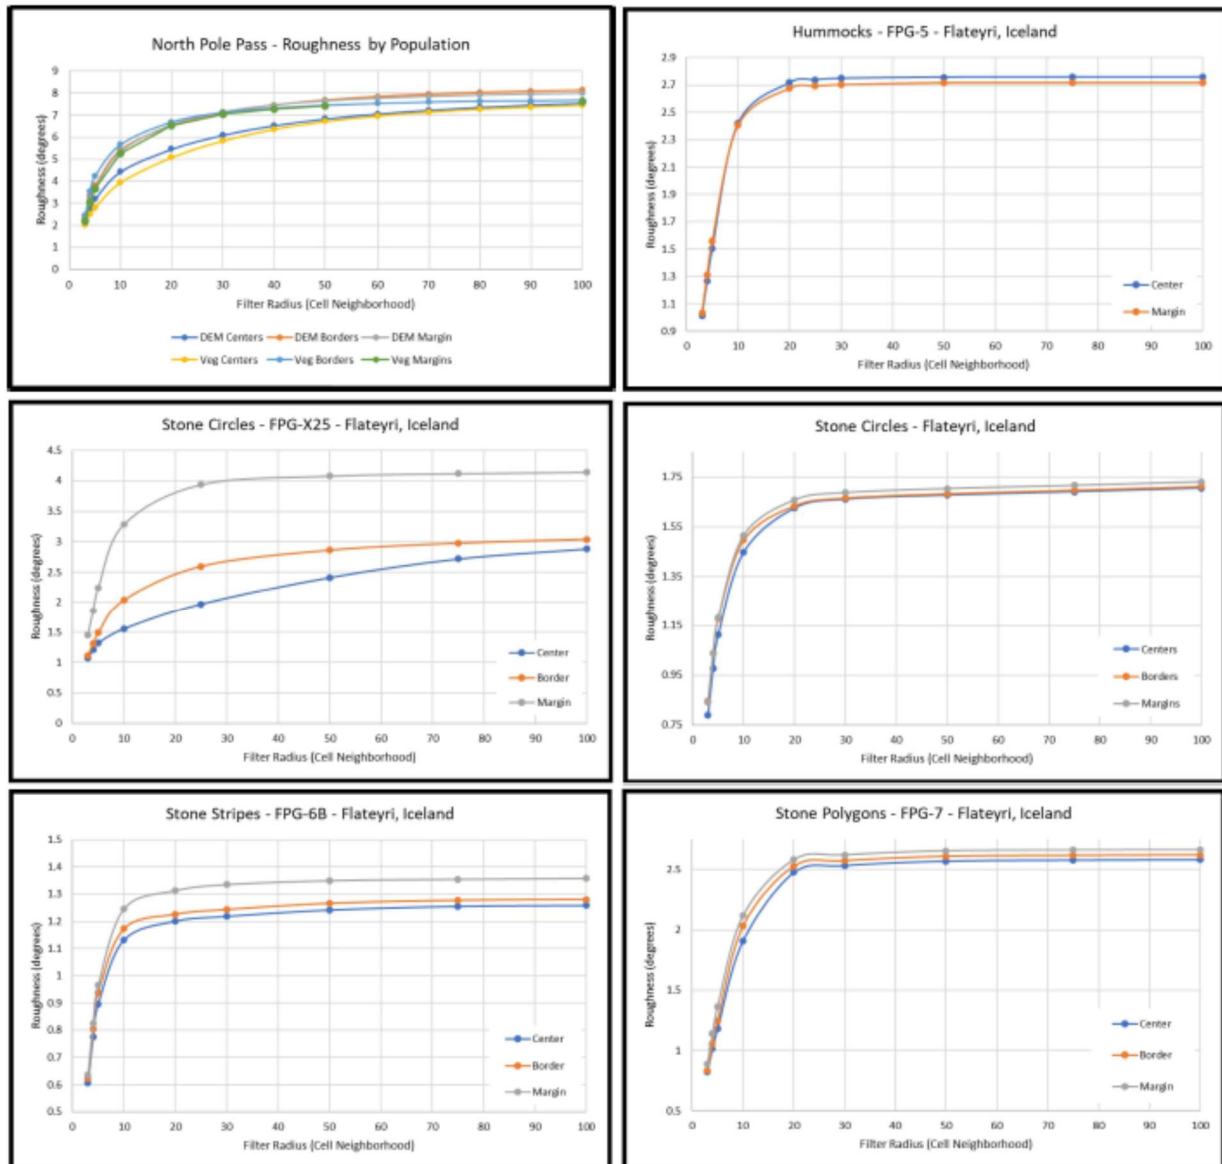 North Pole Pass - Roughness by Population
Roughness (degrees)
9
8
7
6
5
4
3
2
1
0
0 10 20 30 40 50 60 70 80 90 100
Filter Radius (Cell Neighborhood)
DEM Centers DEM Borders DEM Margin
Veg Centers Veg Borders Veg Margins
Hummocks - FPG-5 - Flateyri, Iceland
Roughness (degrees)
2.9
2.7
2.5
2.3
2.1
1.9
1.7
1.5
1.3
1.1
0.9
0 10 20 30 40 50 60 70 80 90 100
Filter Radius (Cell Neighborhood)
Center
Margin
Stone Circles - FPG-X25 - Flateyri, Iceland
Roughness (degrees)
4.5
4
3.5
3
2.5
2
1.5
1
0.5
0
0 10 20 30 40 50 60 70 80 90 100
Filter Radius (Cell Neighborhood)
Center
Border
Margin
Stone Circles - Flateyri, Iceland
Roughness (degrees)
1.75
1.55
1.35
1.15
0.95
0.75
0 10 20 30 40 50 60 70 80 90 100
Filter Radius (Cell Neighborhood)
Centers
Borders
Margins
Stone Stripes - FPG-6B - Flateyri, Iceland
Roughness (degrees)
1.5
1.4
1.3
1.2
1.1
1
0.9
0.8
0.7
0.6
0.5
0 10 20 30 40 50 60 70 80 90 100
Filter Radius (Cell Neighborhood)
Center
Border
Margin
Stone Polygons - FPG-7 - Flateyri, Iceland
Roughness (degrees)
2.5
2
1.5
1
0.5
0 10 20 30 40 50 60 70 80 90 100
Filter Radius (Cell Neighborhood)
Center
Border
Margin